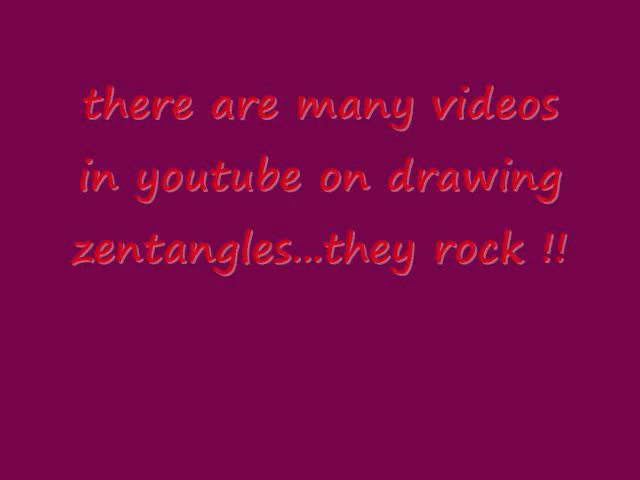 there are many videos
in youtube on drawing
zentangles...they rock !!